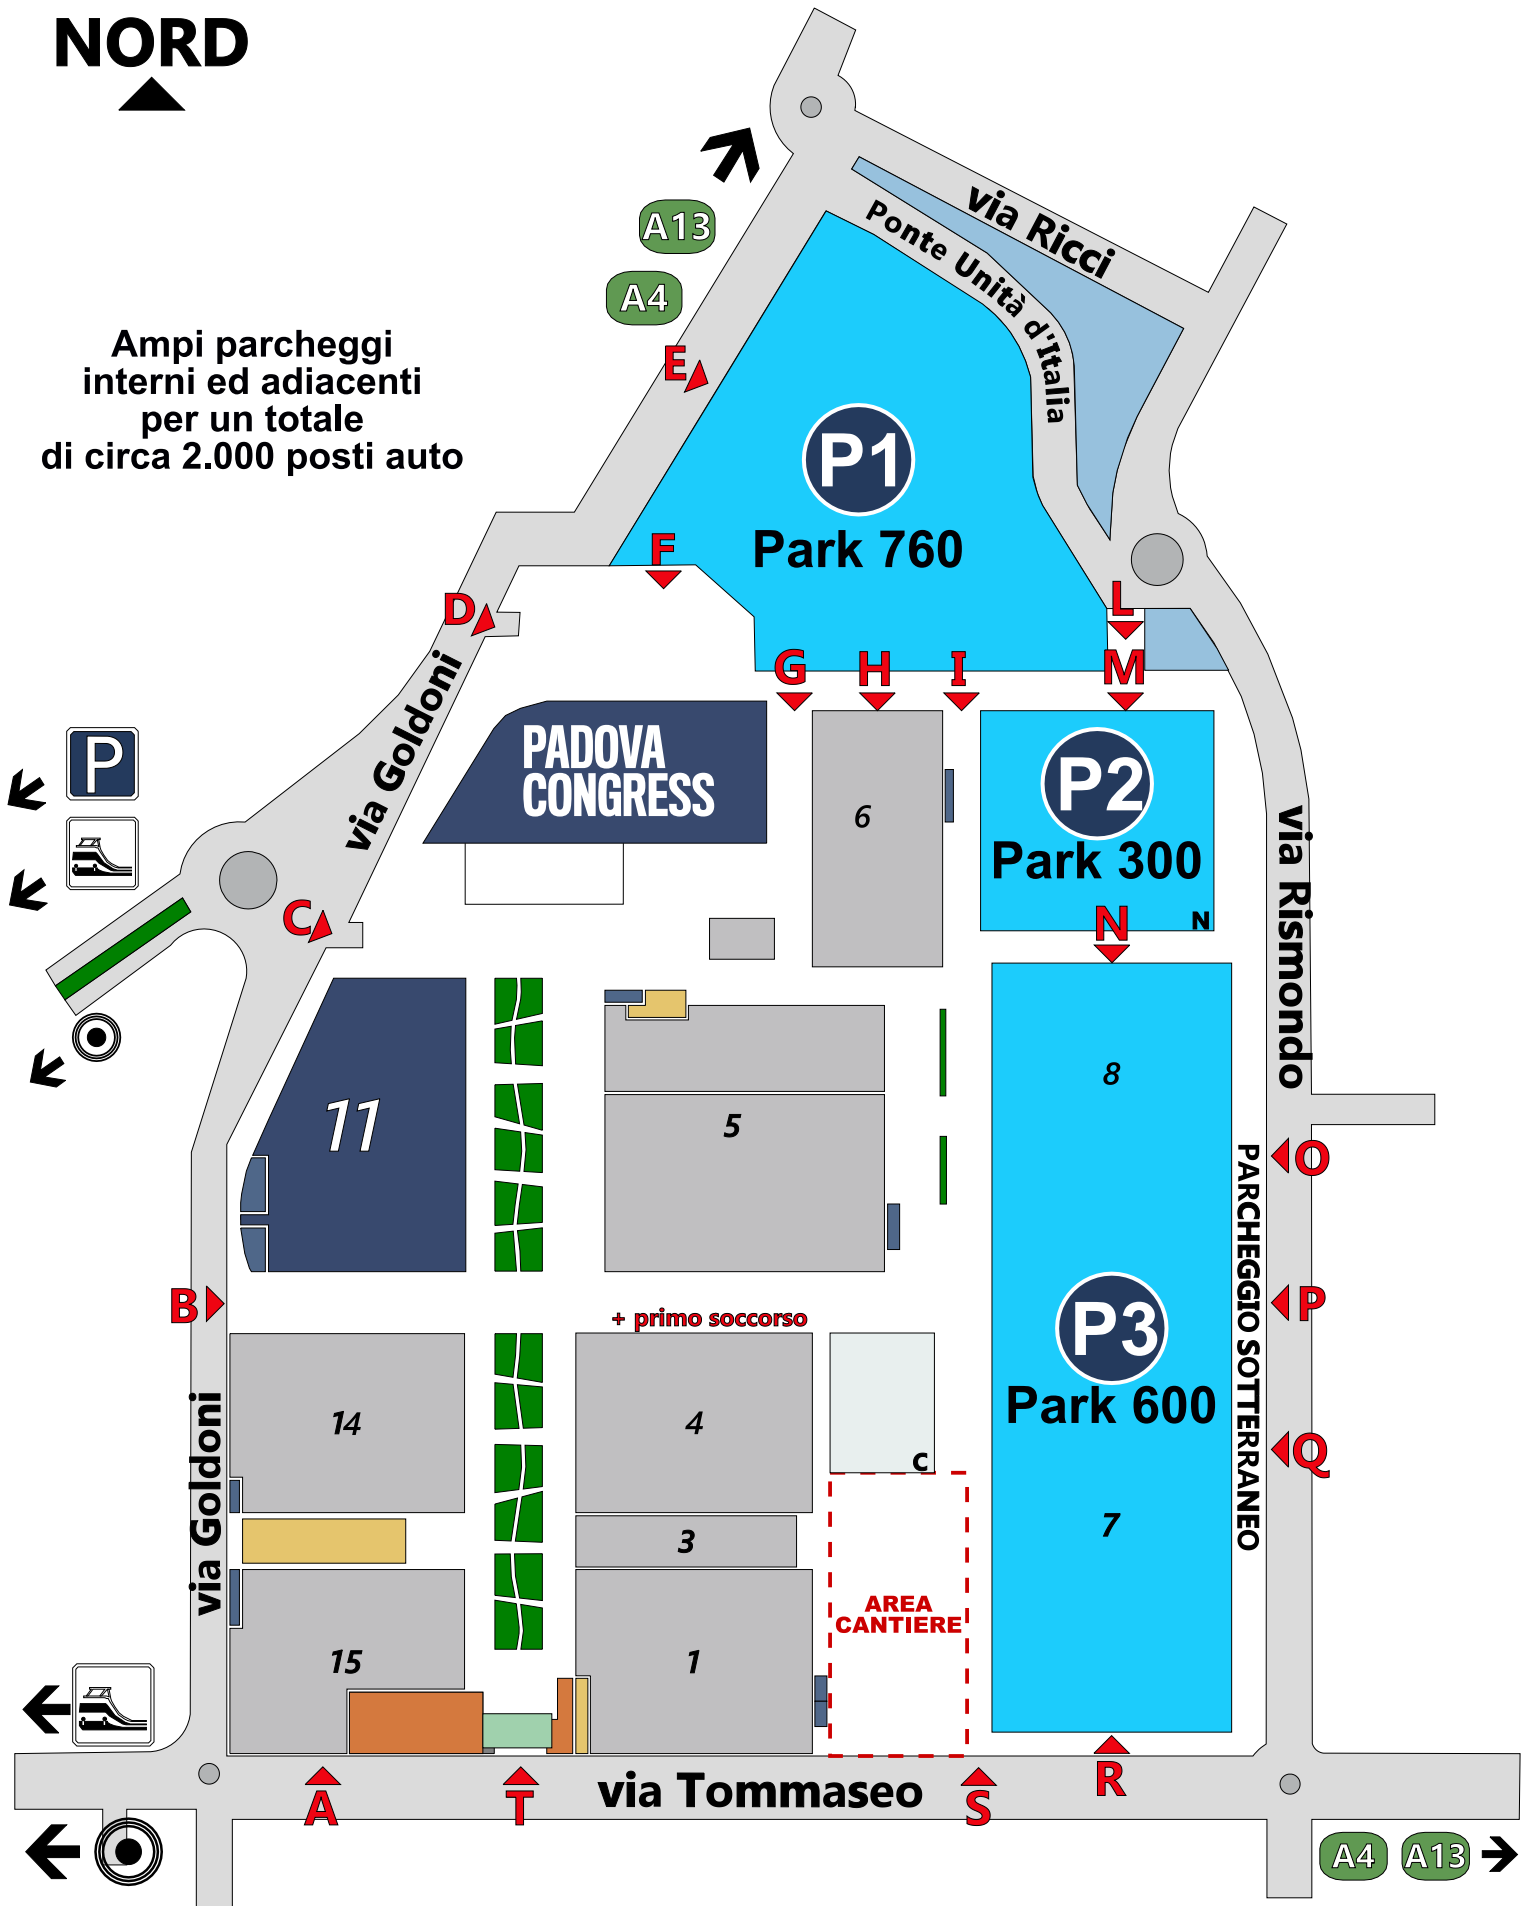 NORD
via Ricci
Ponte Unità d'Italia
A13
A4
Ampi parcheggi
interni ed adiacenti
per un totale
di circa 2.000 posti auto
E
P1
Park 760
F
D
L
G
H
I
M
via Goldoni
PADOVA
CONGRESS
P
6
P2
Park 300
N
N
via Rismondo
C
11
5
8
O
PARCHEGGIO SOTTERRANEO
B
+ primo soccorso
P
P3
Park 600
via Goldoni
14
4
C
Q
3
7
AREA
CANTIERE
15
1
A
T
via Tommaseo
S
R
A4
A13